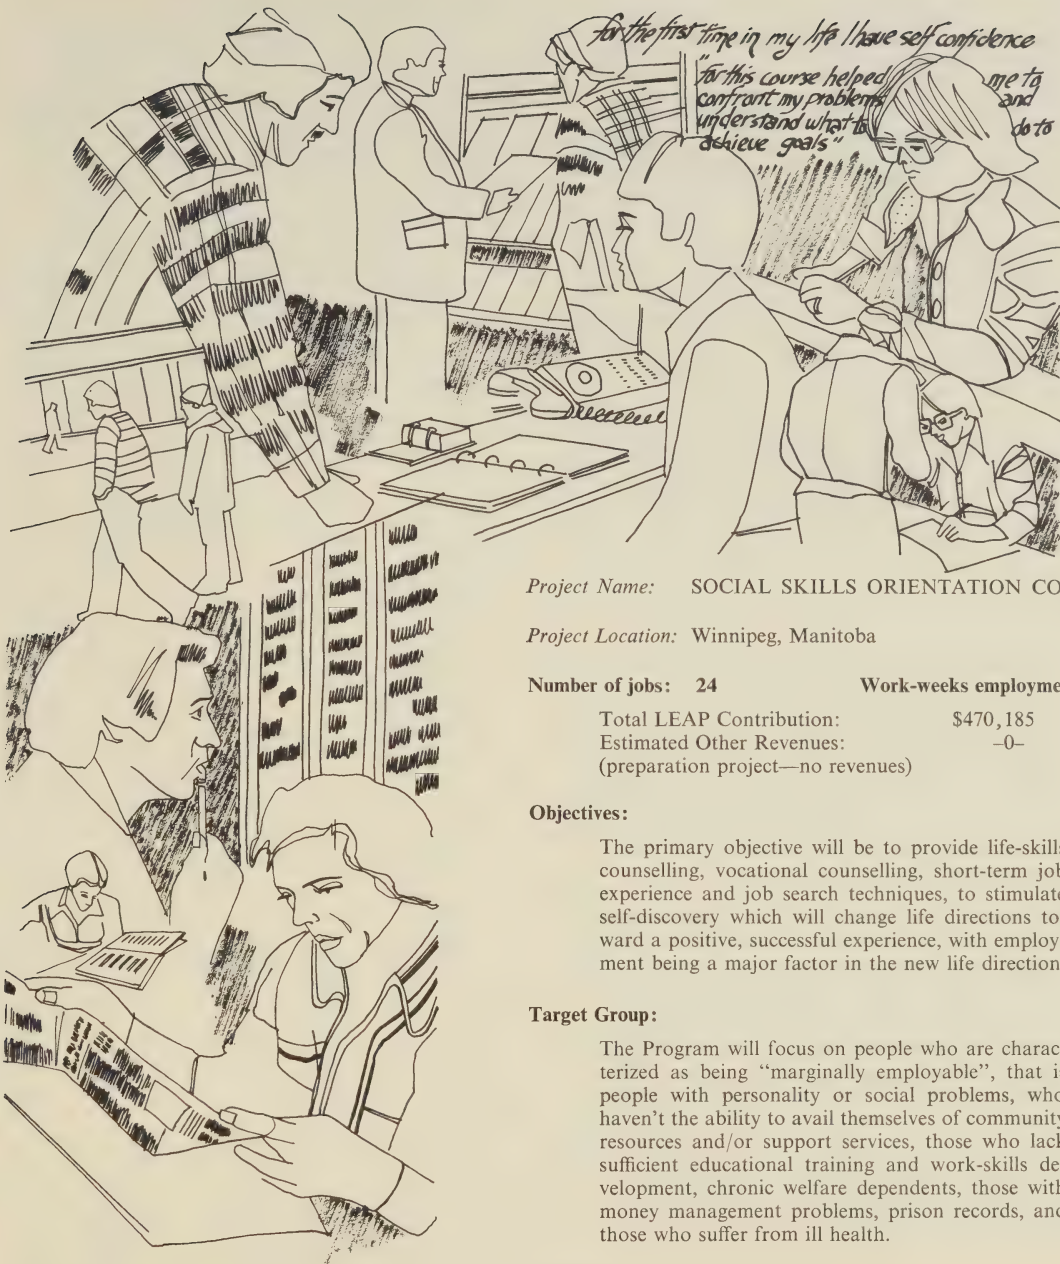 for the first time in my life I have self confidence
"for this course helped me to
confront my problems and
understand what to do to
achieve goals"
Project Name: SOCIAL SKILLS ORIENTATION CO
Project Location: Winnipeg, Manitoba
Number of jobs: 24 Work-weeks employme
Total LEAP Contribution: $470,185
Estimated Other Revenues: –0–
(preparation project—no revenues)
Objectives:
The primary objective will be to provide life-skills
counselling, vocational counselling, short-term job
experience and job search techniques, to stimulate
self-discovery which will change life directions to-
ward a positive, successful experience, with employ-
ment being a major factor in the new life direction
Target Group:
The Program will focus on people who are charac
terized as being “marginally employable”, that i
people with personality or social problems, who
haven’t the ability to avail themselves of community
resources and/or support services, those who lack
sufficient educational training and work-skills de-
velopment, chronic welfare dependents, those with
money management problems, prison records, and
those who suffer from ill health.